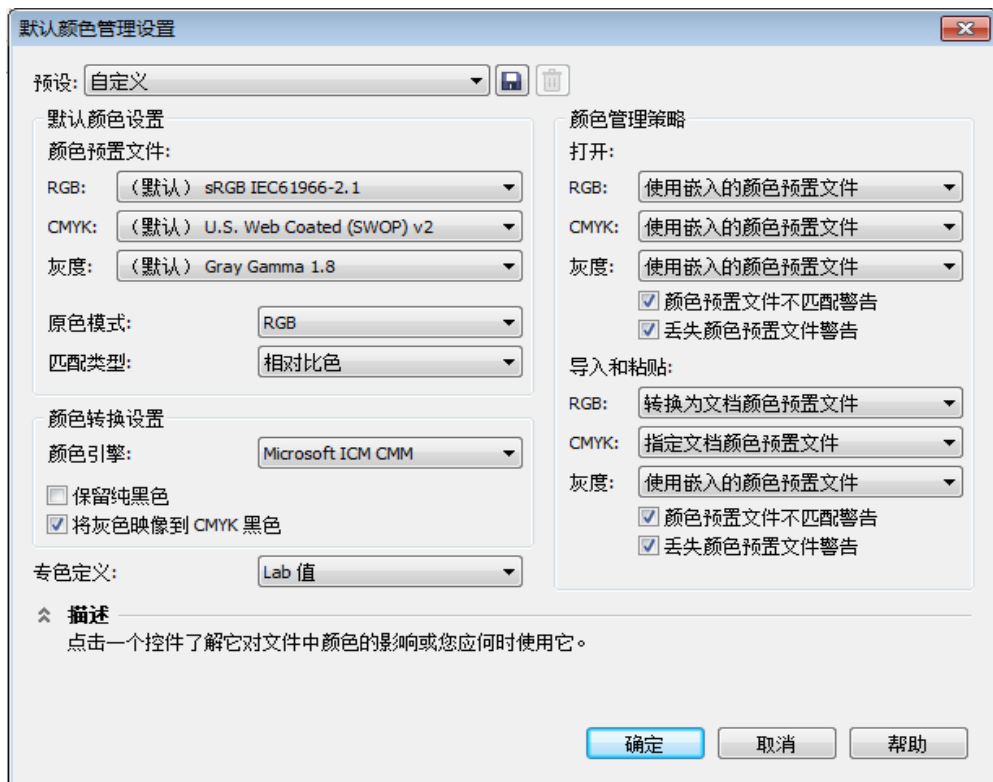 默认颜色管理设置
预设: 自定义
默认颜色设置
颜色预置文件:
RGB: （默认） sRGB IEC61966-2.1
CMYK: （默认） U.S. Web Coated (SWOP) v2
灰度: （默认） Gray Gamma 1.8
原色模式: RGB
匹配类型: 相对比色
颜色转换设置
颜色引擎: Microsoft ICM CMM
保留纯黑色
将灰色映像到 CMYK 黑色
专色定义: Lab 值
颜色管理策略
打开:
RGB: 使用嵌入的颜色预置文件
CMYK: 使用嵌入的颜色预置文件
灰度: 使用嵌入的颜色预置文件
颜色预置文件不匹配警告
丢失颜色预置文件警告
导入和粘贴:
RGB: 转换为文档颜色预置文件
CMYK: 指定文档颜色预置文件
灰度: 使用嵌入的颜色预置文件
颜色预置文件不匹配警告
丢失颜色预置文件警告
描述
点击一个控件了解它对文件中颜色的影响或您应何时使用它。
确定 取消 帮助